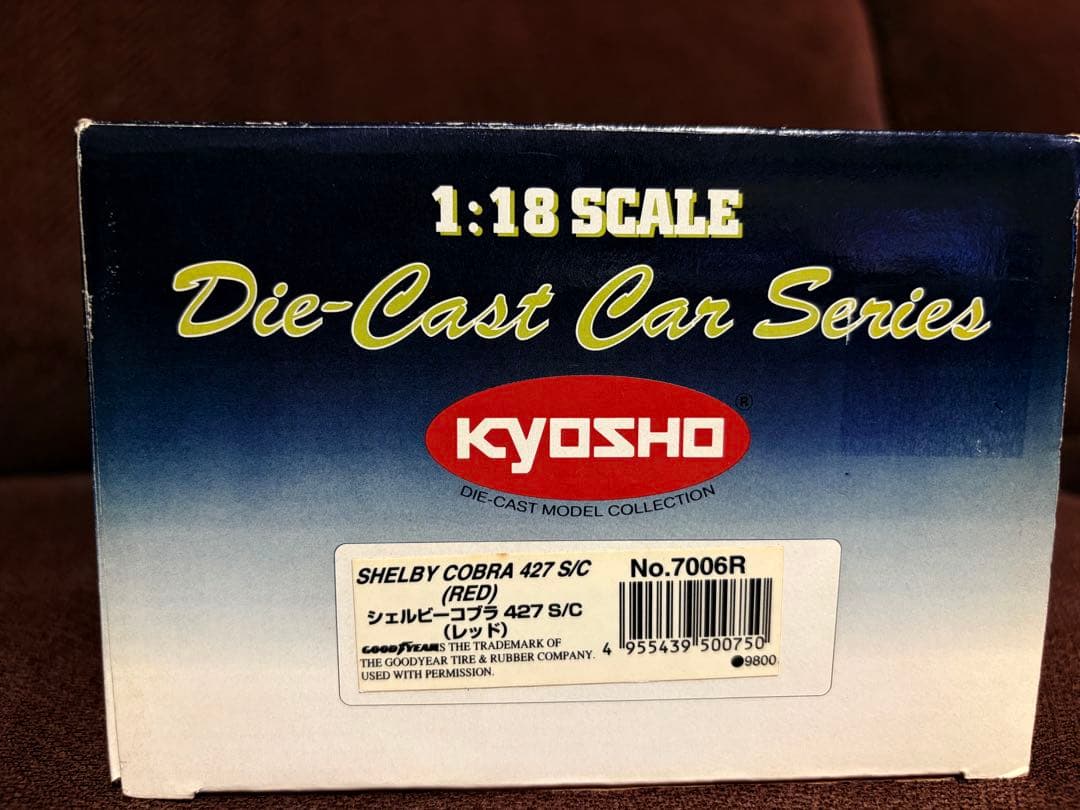 1:18 SCALE
Die-Cast Car Series
KYOSHO ®
DIE-CAST MODEL COLLECTION
SHELBY COBRA 427 S/C
(RED)
シェルビーコブラ 427 S/C
(レッド)
GOODYEAR IS THE TRADEMARK OF
THE GOODYEAR TIRE & RUBBER COMPANY.
USED WITH PERMISSION.
No.7006R
4 955439 500750
●9800